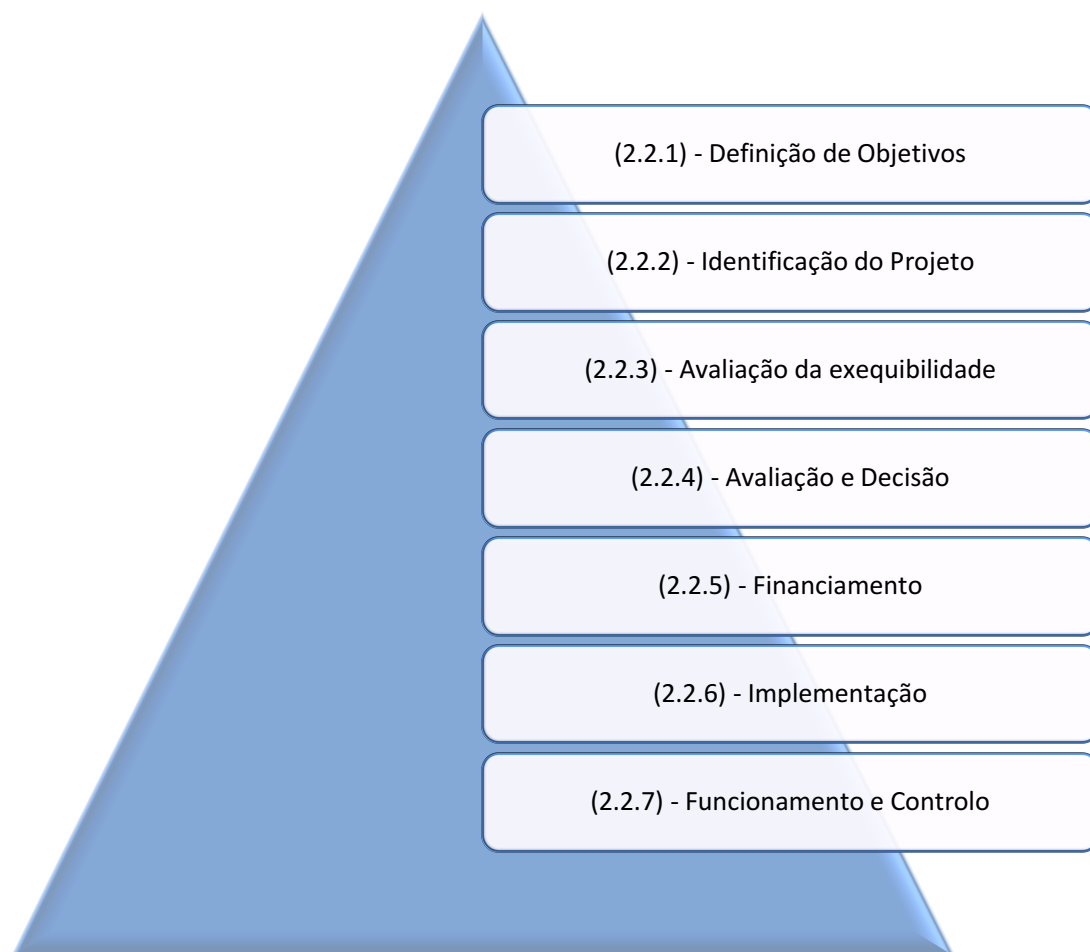 (2.2.1) - Definição de Objetivos
(2.2.2) - Identificação do Projeto
(2.2.3) - Avaliação da exequibilidade
(2.2.4) - Avaliação e Decisão
(2.2.5) - Financiamento
(2.2.6) - Implementação
(2.2.7) - Funcionamento e Controlo